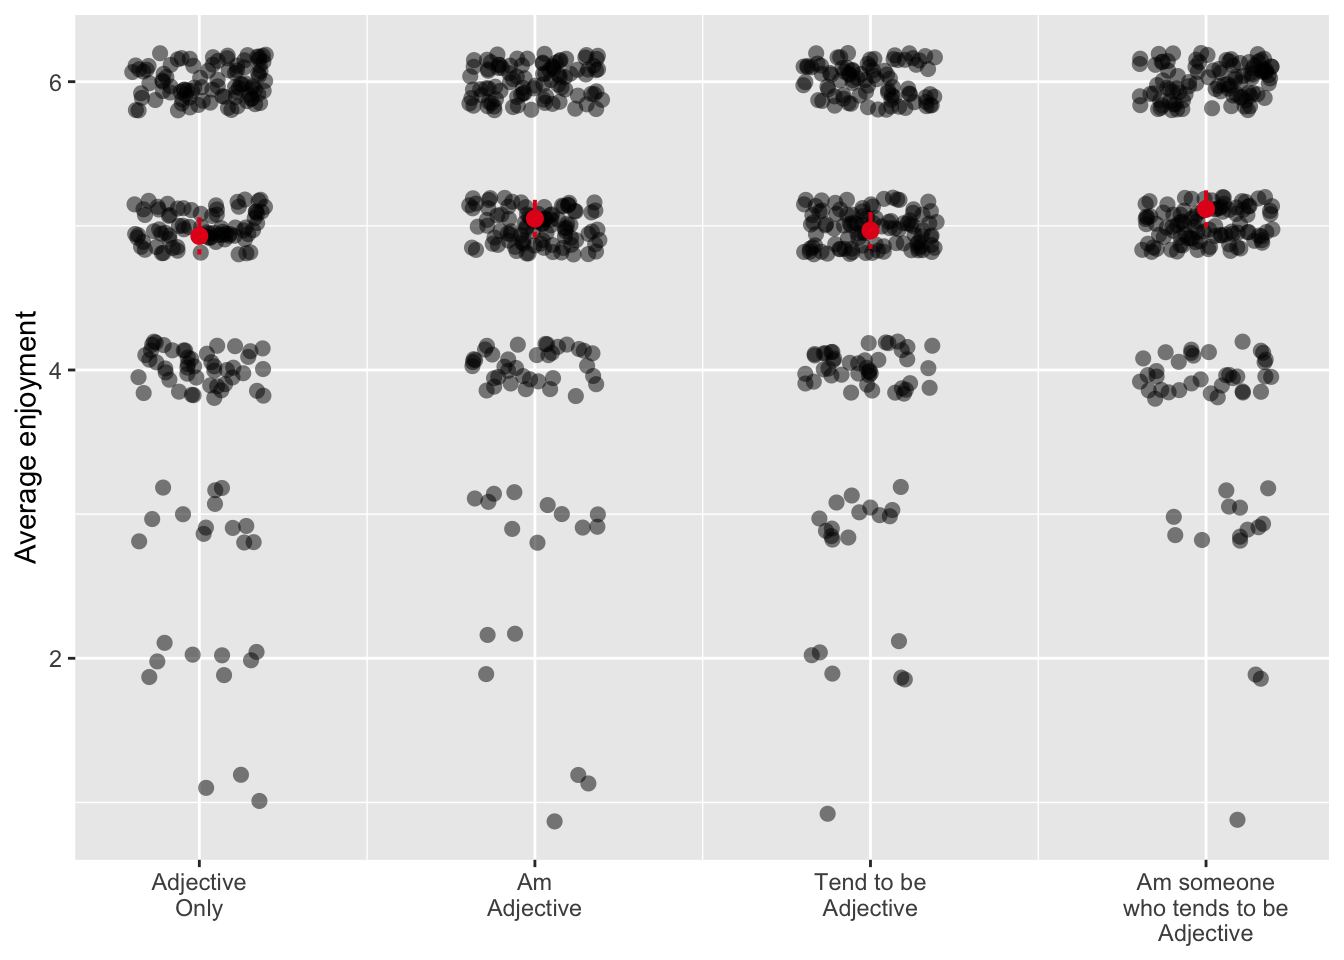 Average enjoyment
6
4
2
Adjective
Only
Am
Adjective
Tend to be
Adjective
Am someone
who tends to be
Adjective